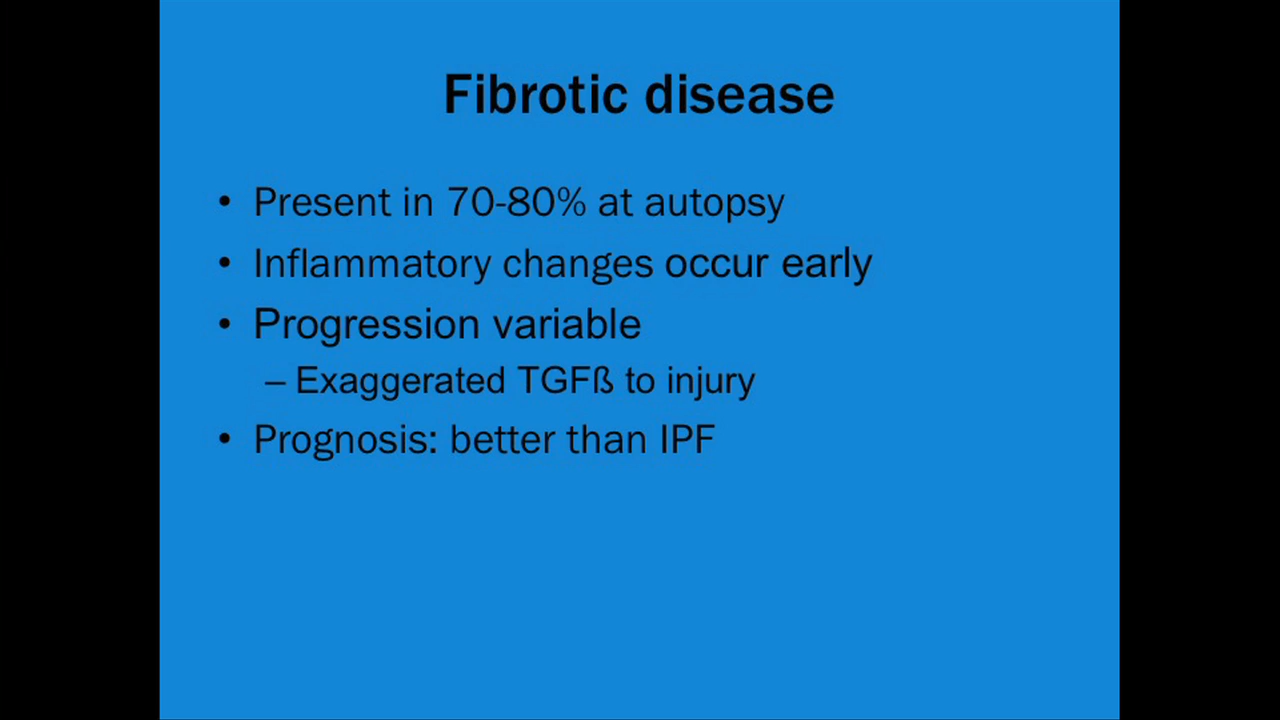 Fibrotic disease
• Present in 70-80% at autopsy
• Inflammatory changes occur early
• Progression variable
– Exaggerated TGFß to injury
• Prognosis: better than IPF